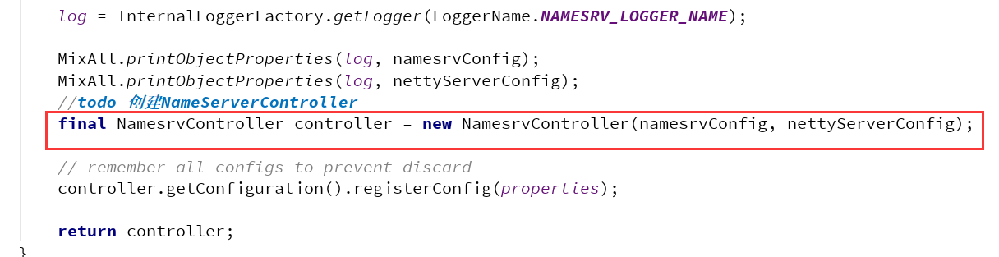 log = InternalLoggerFactory.getLogger(LoggerName.NAMESRV_LOGGER_NAME);
MixAll.printObjectProperties(log, namesrvConfig);
MixAll.printObjectProperties(log, nettyServerConfig);
//todo 创建NameServerController
final NamesrvController controller = new NamesrvController(namesrvConfig, nettyServerConfig);
// remember all configs to prevent discard
controller.getConfiguration().registerConfig(properties);
return controller;
}